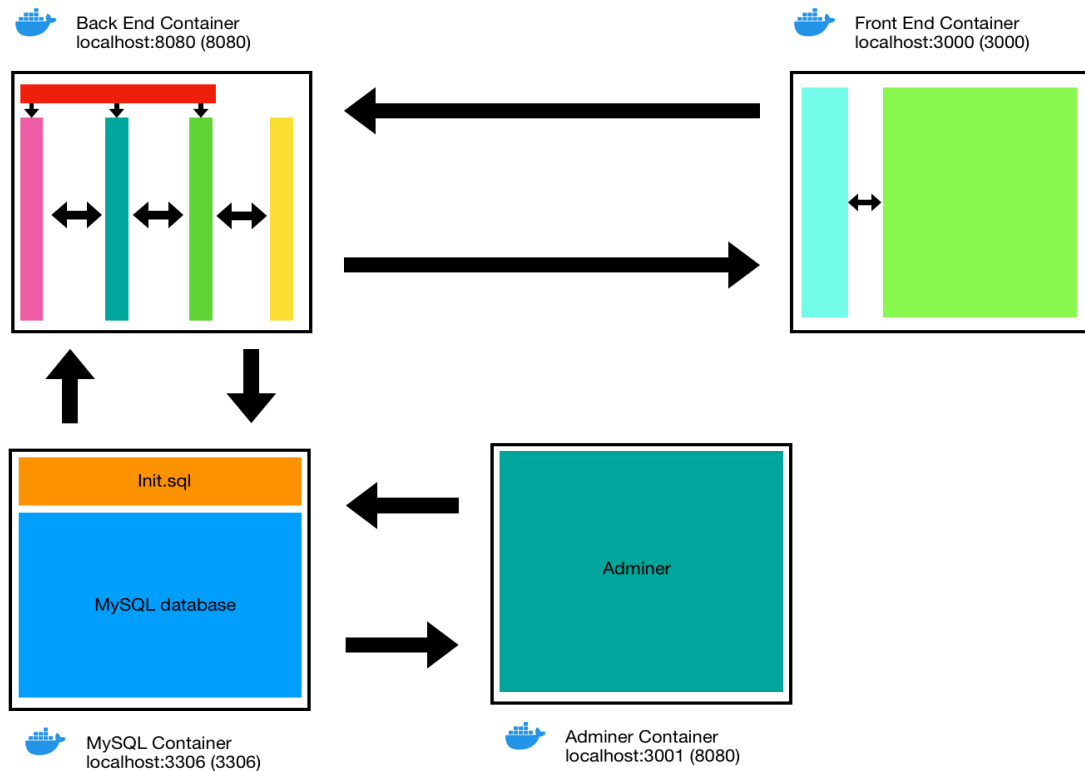 Back End Container
localhost:8080 (8080)
Front End Container
localhost:3000 (3000)
Init.sql
MySQL database
Adminer
MySQL Container
localhost:3306 (3306)
Adminer Container
localhost:3001 (8080)